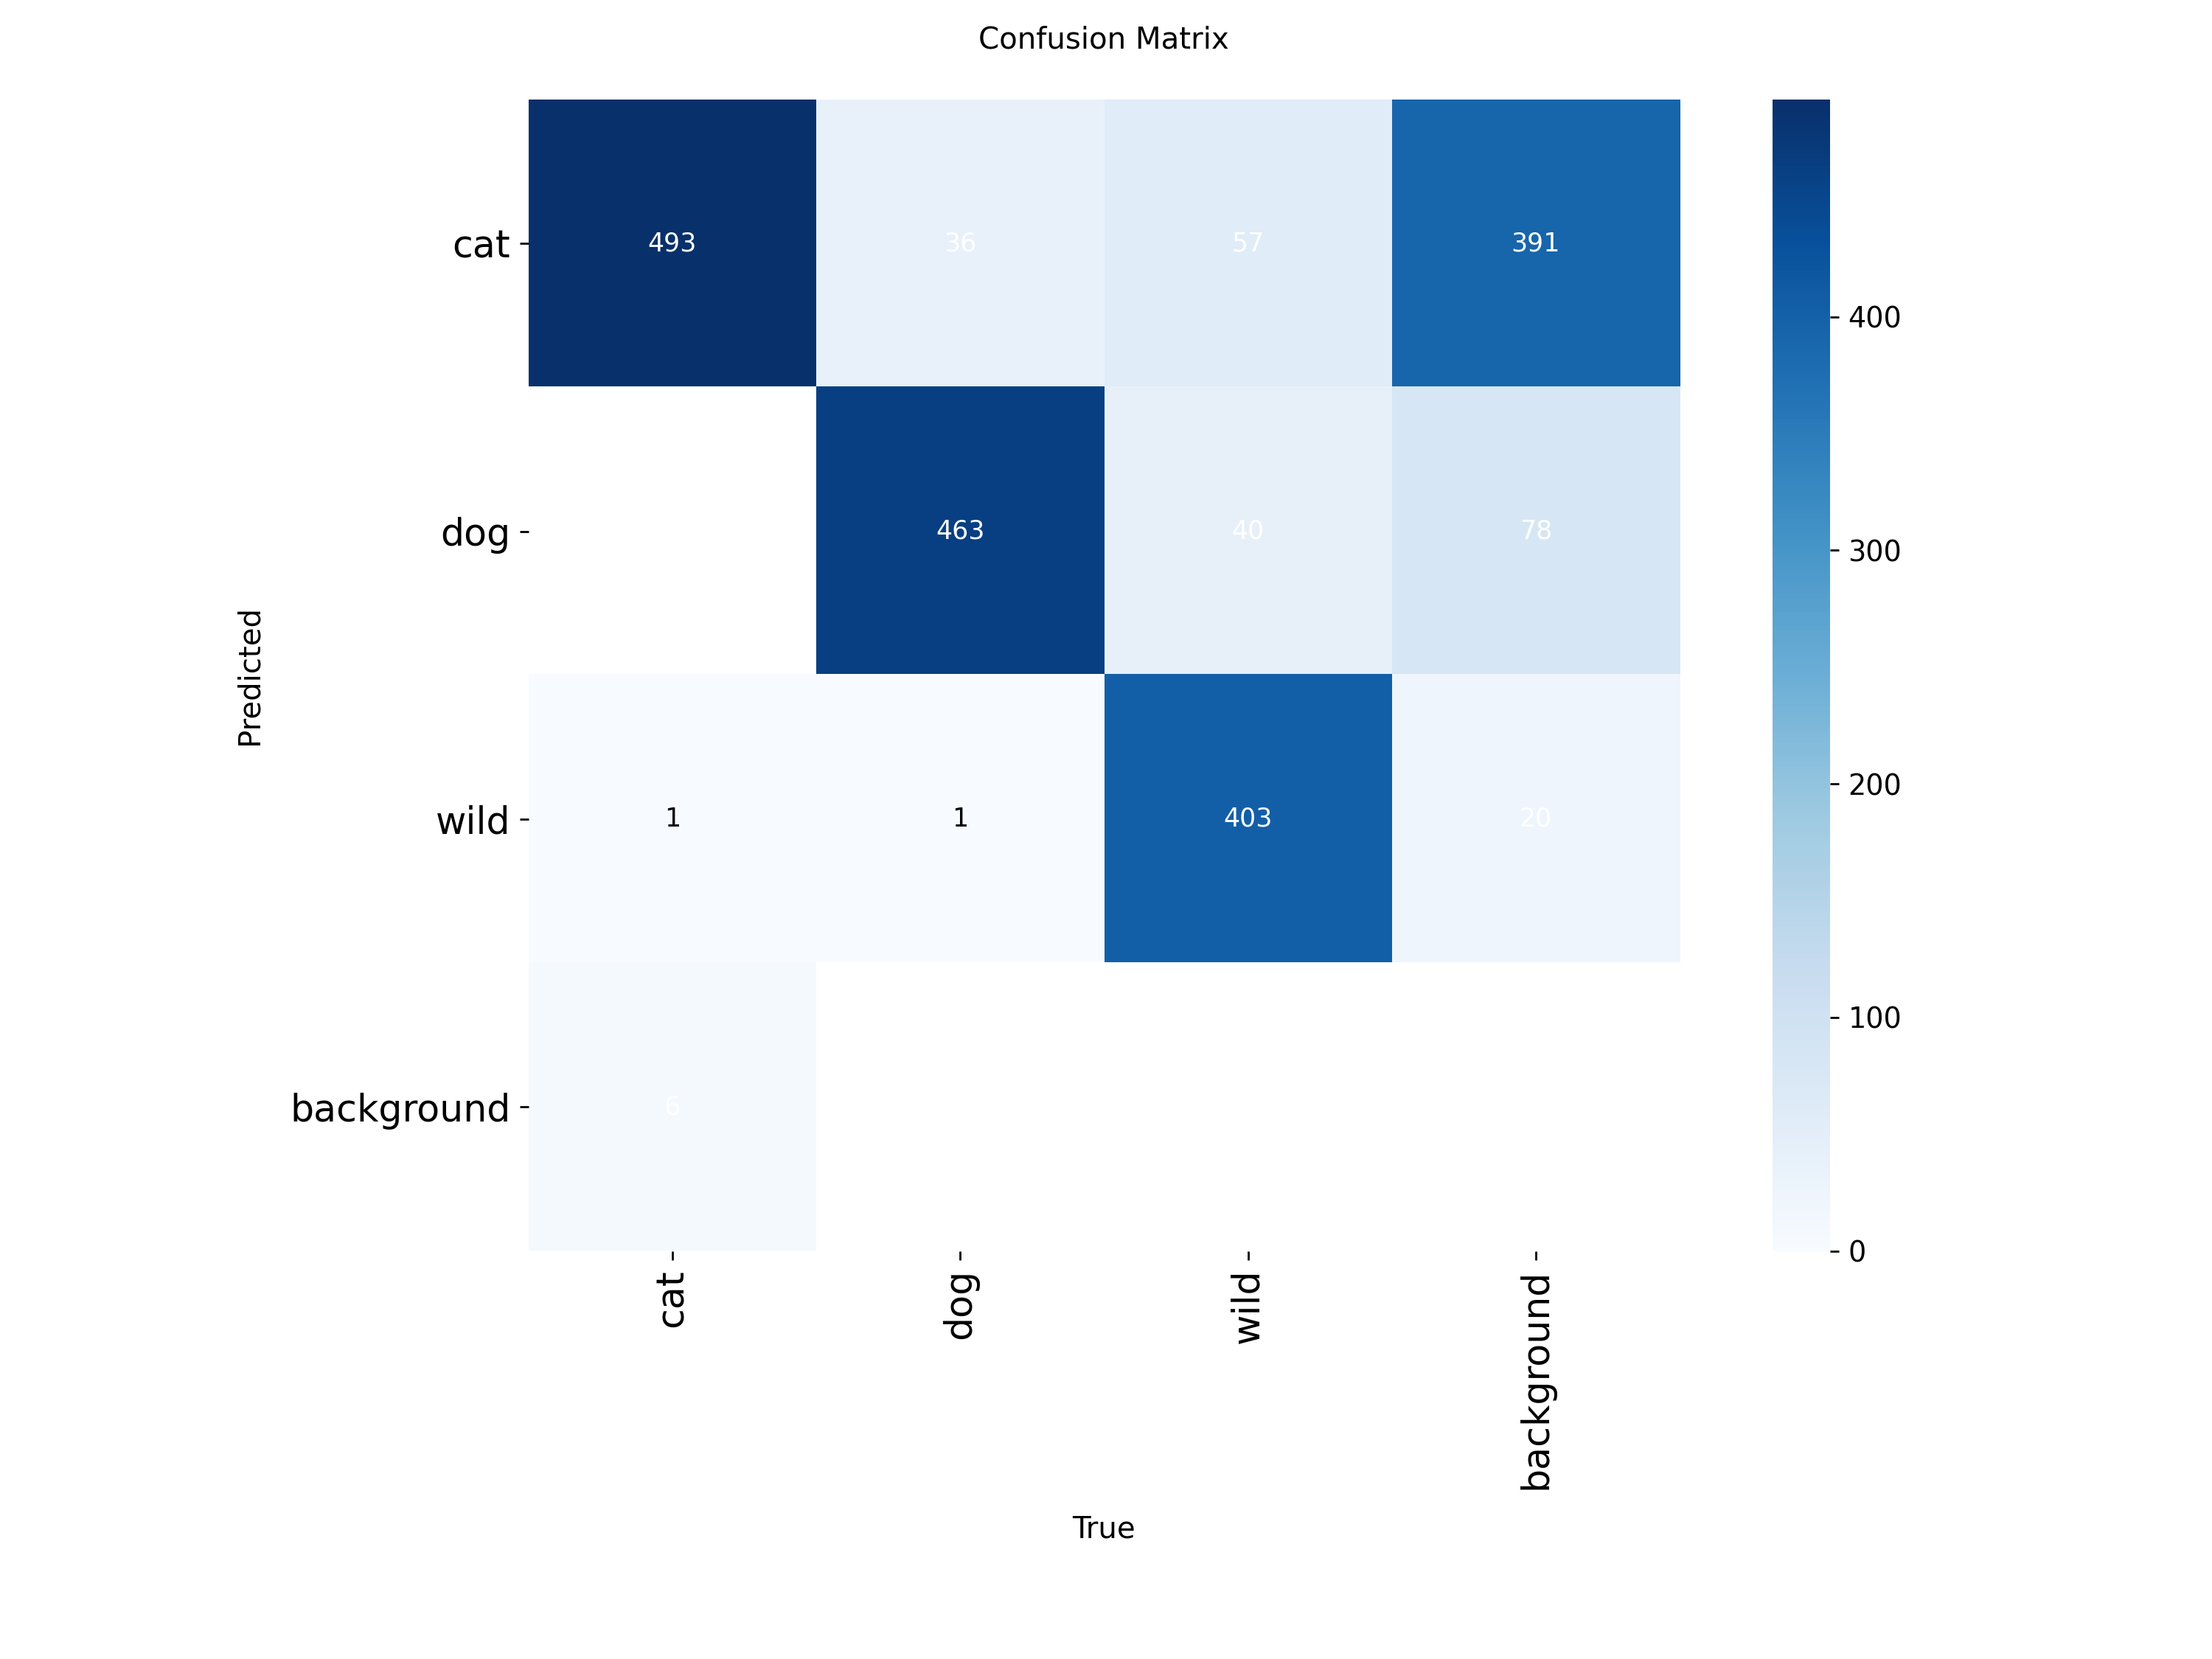 Confusion Matrix
cat 493 36 57 391
dog 463 40 78
wild 1 1 403 20
background 6
cat dog wild background
Predicted
True
400
300
200
100
0